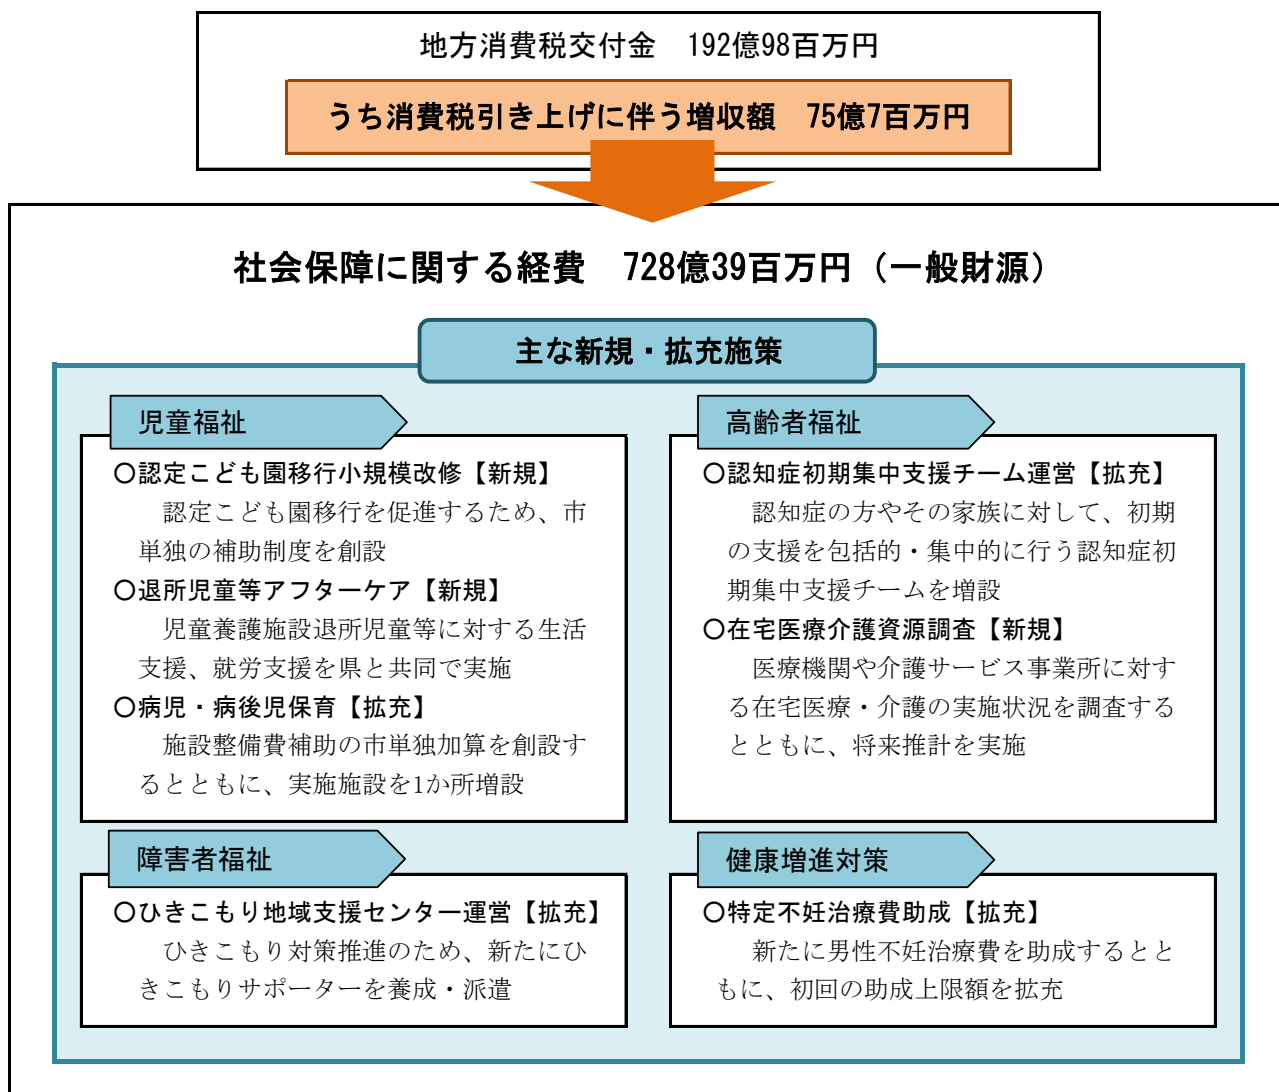 地方消費税交付金　192億98百万円
うち消費税引き上げに伴う増収額　75億7百万円
社会保障に関する経費　728億39百万円（一般財源）
主な新規・拡充施策
児童福祉
〇認定こども園移行小規模改修【新規】
認定こども園移行を促進するため、市
単独の補助制度を創設
〇退所児童等アフターケア【新規】
児童養護施設退所児童等に対する生活
支援、就労支援を県と共同で実施
〇病児・病後児保育【拡充】
施設整備費補助の市単独加算を創設す
るとともに、実施施設を1か所増設
高齢者福祉
〇認知症初期集中支援チーム運営【拡充】
認知症の方やその家族に対して、初期
の支援を包括的・集中的に行う認知症初
期集中支援チームを増設
〇在宅医療介護資源調査【新規】
医療機関や介護サービス事業所に対す
る在宅医療・介護の実施状況を調査する
とともに、将来推計を実施
障害者福祉
〇ひきこもり地域支援センター運営【拡充】
ひきこもり対策推進のため、新たにひ
きこもりサポーターを養成・派遣
健康増進対策
〇特定不妊治療費助成【拡充】
新たに男性不妊治療費を助成するとと
もに、初回の助成上限額を拡充